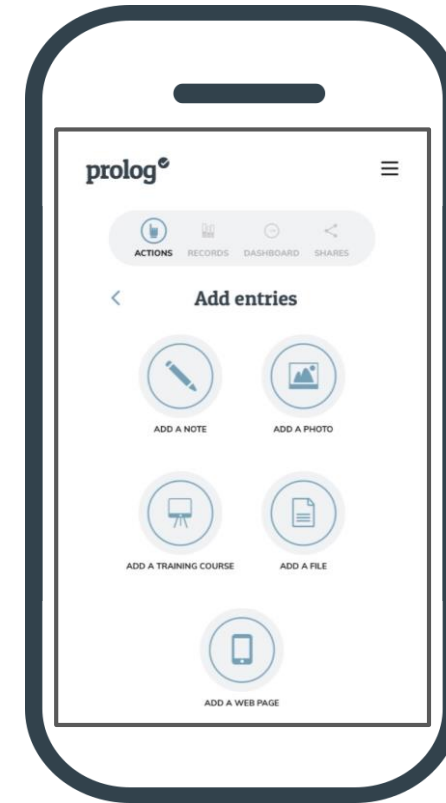 prolog
ACTIONS RECORDS DASHBOARD SHARES
Add entries
ADD A NOTE ADD A PHOTO
ADD A TRAINING COURSE ADD A FILE
ADD A WEB PAGE